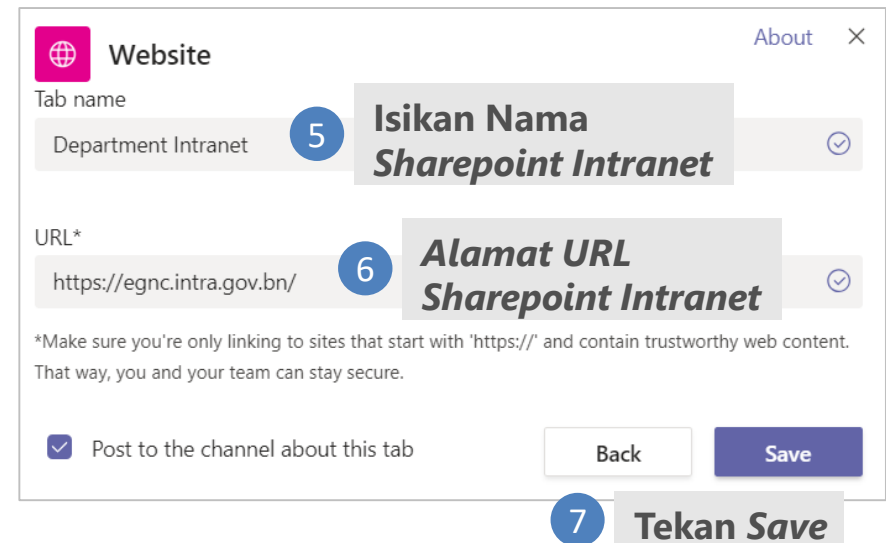 Website
About
Tab name
Department Intranet
5
Isikan Nama
Sharepoint Intranet
URL*
https://egnc.intra.gov.bn/
6
Alamat URL
Sharepoint Intranet
*Make sure you're only linking to sites that start with 'https://' and contain trustworthy web content.
That way, you and your team can stay secure.
Post to the channel about this tab
Back
Save
7
Tekan Save